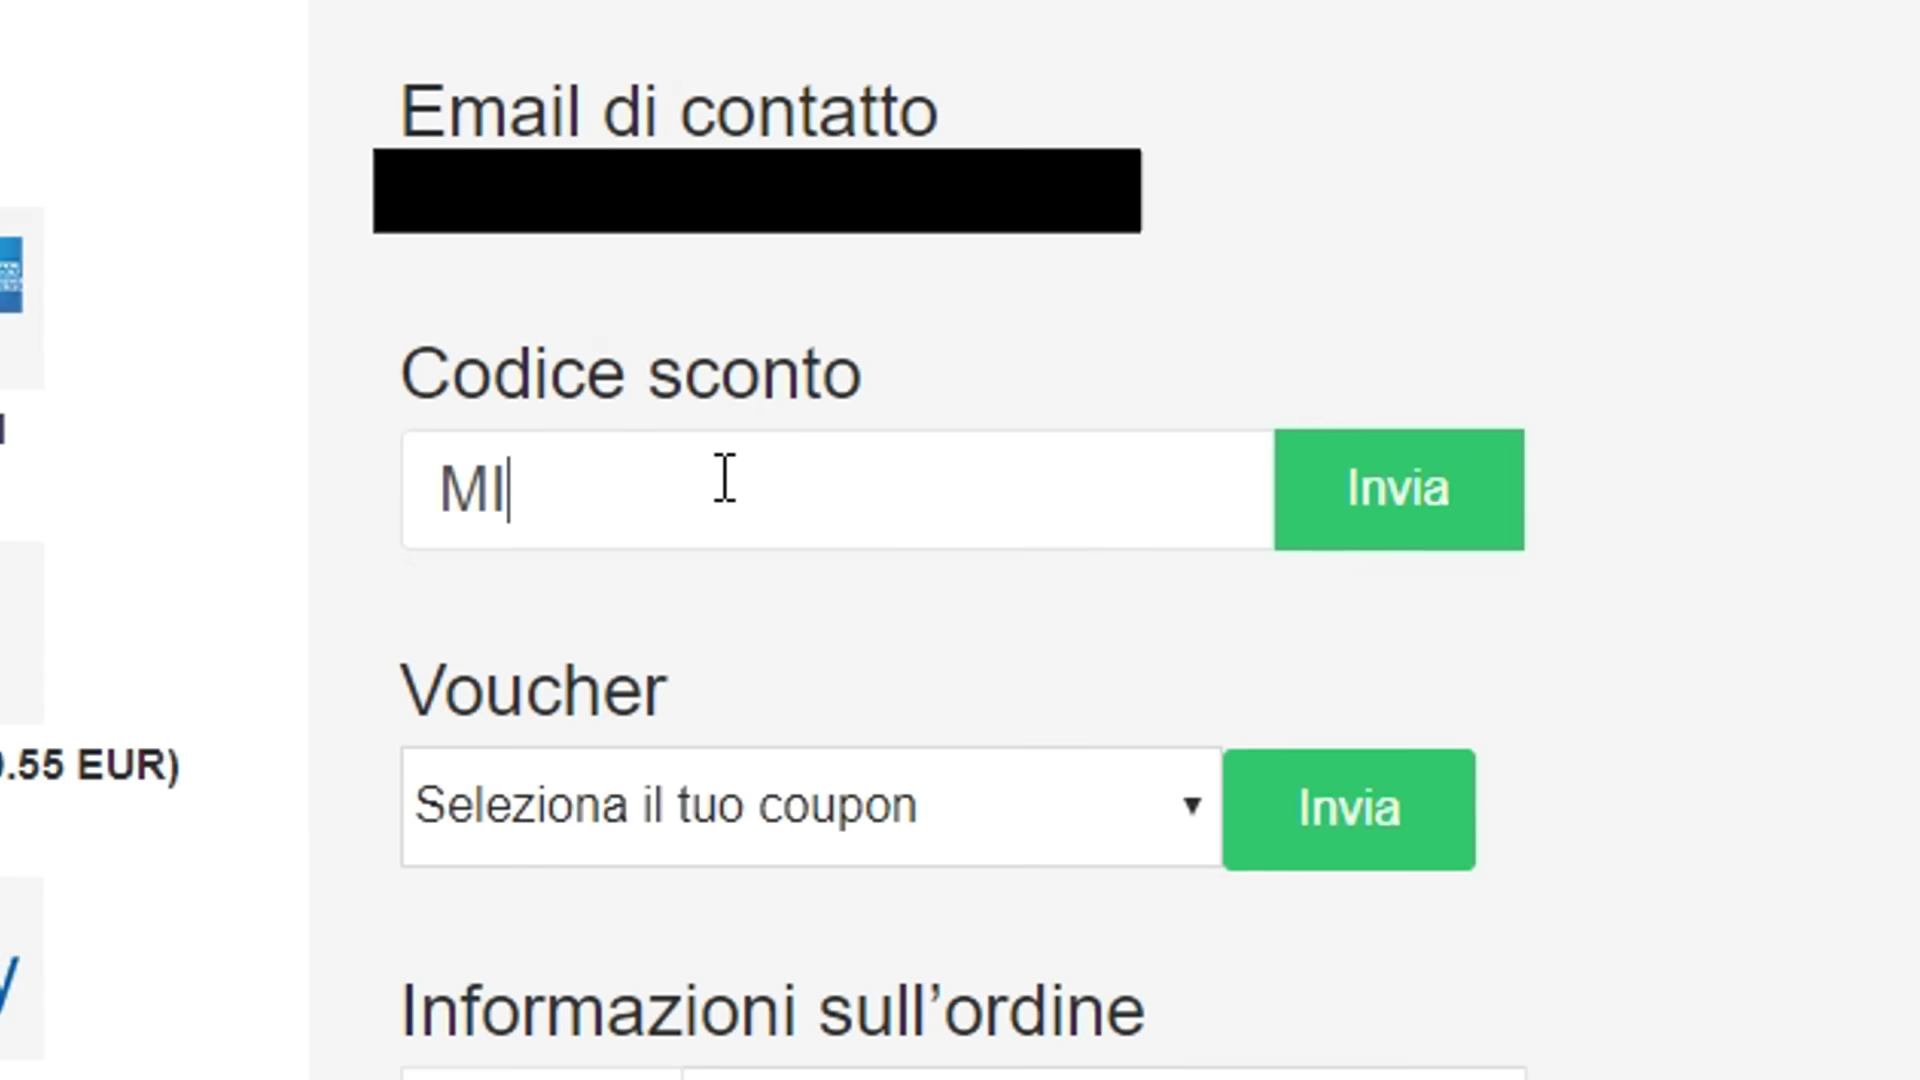 Email di contatto
Codice sconto
MI
Invia
Voucher
.55 EUR)
Seleziona il tuo coupon
Invia
Informazioni sull’ordine